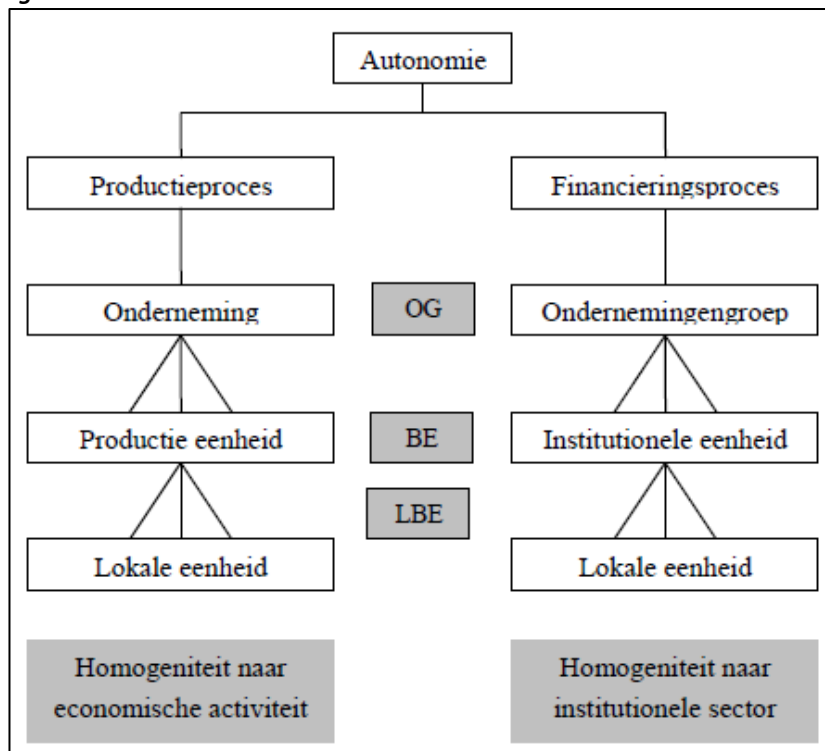 Autonomie
Productieproces
Financieringsproces
Onderneming
OG
Ondernemingengroep
Productie eenheid
BE
Institutionele eenheid
LBE
Lokale eenheid
Lokale eenheid
Homogeniteit naar
economische activiteit
Homogeniteit naar
institutionele sector